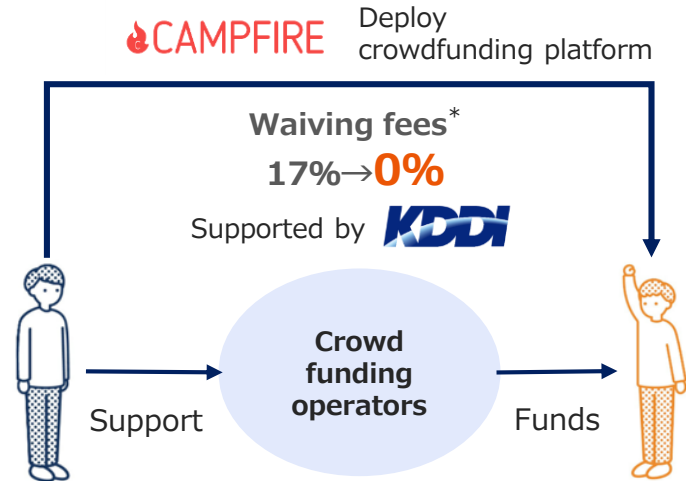 CAMPFIRE
Deploy
crowdfunding platform
Waiving fees*
17%→0%
Supported by KDDI
Crowd
funding
operators
Support
Funds